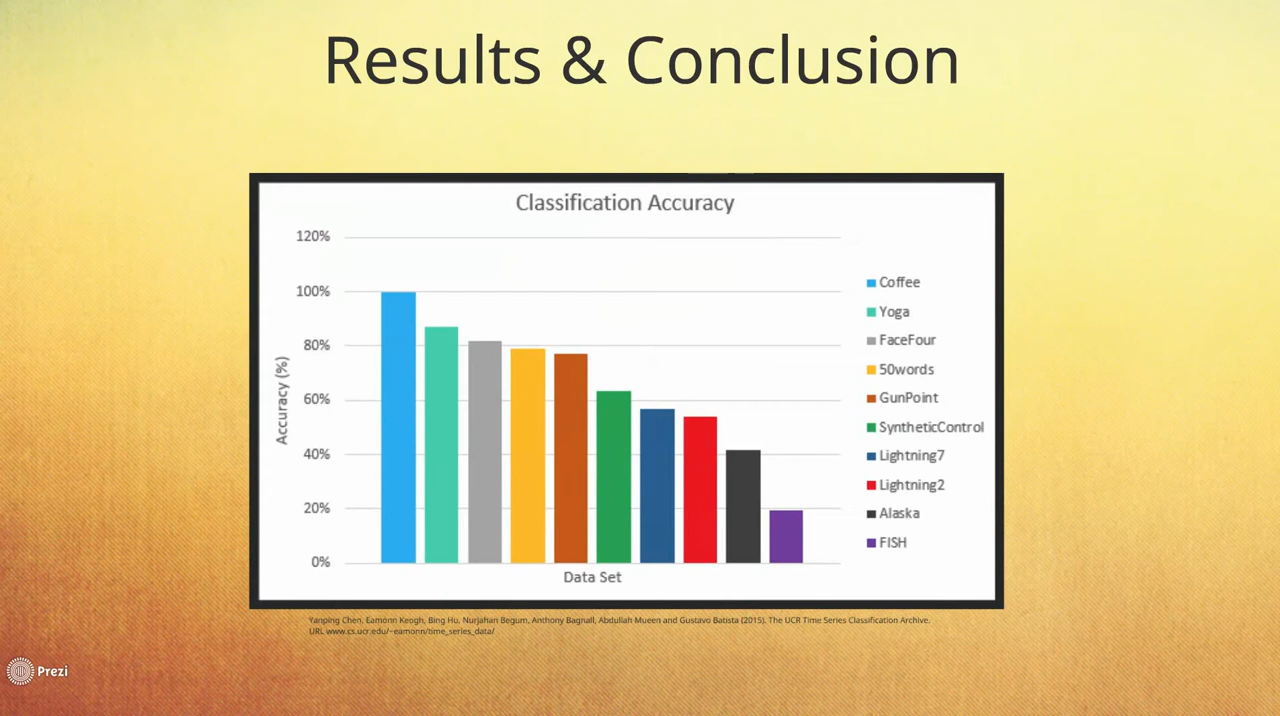 Results & Conclusion
Classification Accuracy
120%
100%
80%
60%
40%
20%
0%
Accuracy (%)
Data Set
Coffee
Yoga
FaceFour
50words
GunPoint
SyntheticControl
Lightning7
Lightning2
Alaska
FISH
Yanping Chen, Eamonn Keogh, Bing Hu, Nurjahan Begum, Anthony Bagnall, Abdullah Mueen and Gustavo Batista (2015). The UCR Time Series Classification Archive.
URL www.cs.ucr.edu/~eamonn/time_series_data/
Prezi